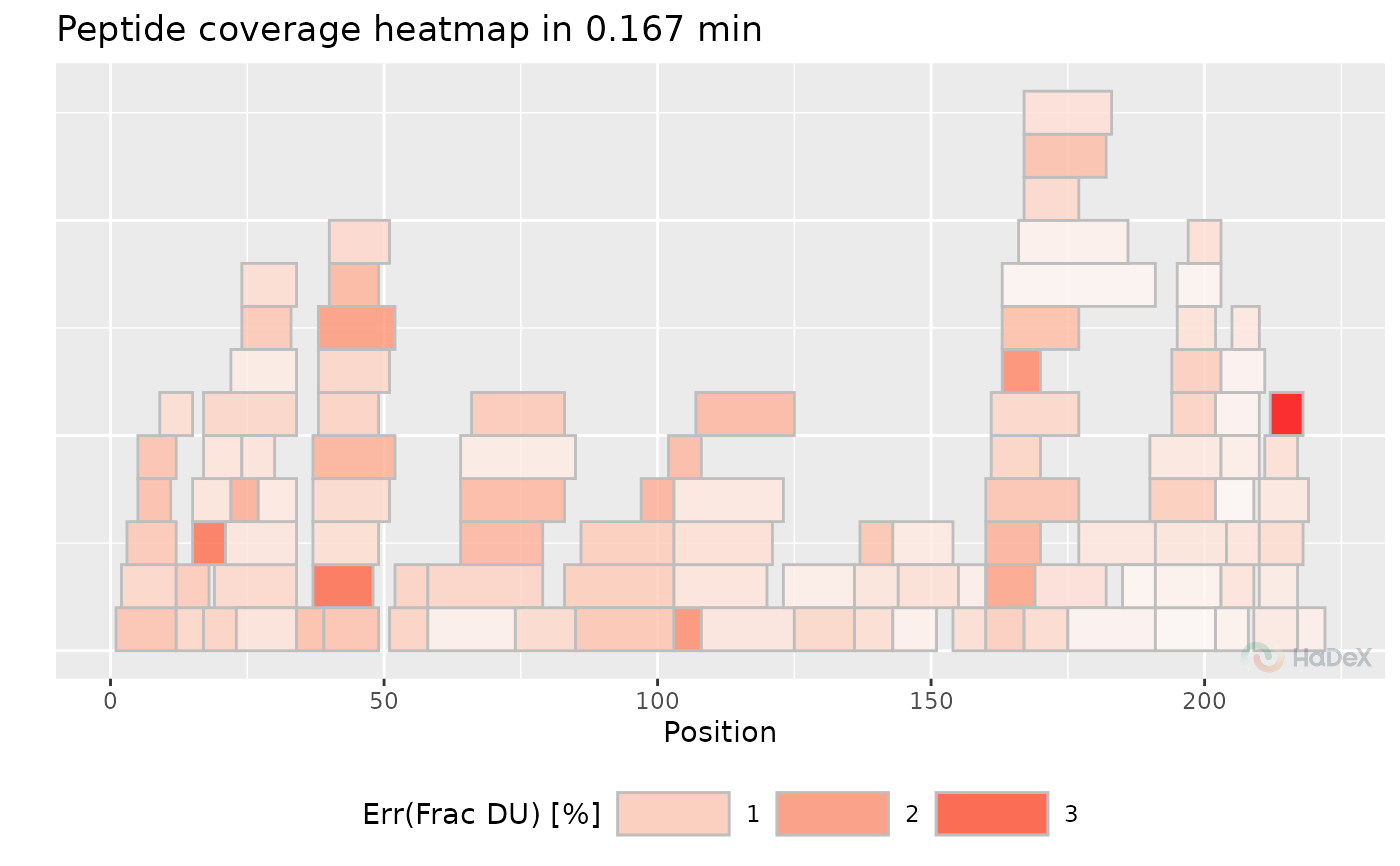 Peptide coverage heatmap in 0.167 min
HaDeX
0 50 100 150 200
Position
Err(Frac DU) [%] 1 2 3